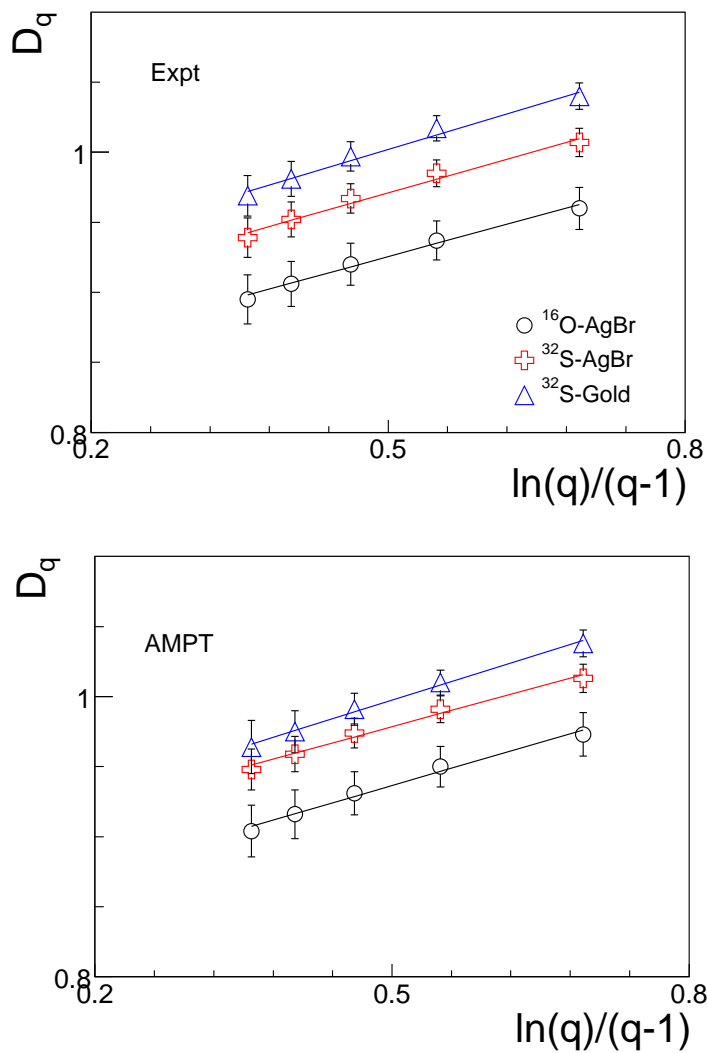 D_q
Expt
1
¹⁶O-AgBr
³²S-AgBr
³²S-Gold
0.8
0.2 0.5 0.8
ln(q)/(q-1)
D_q
AMPT
1
0.8
0.2 0.5 0.8
ln(q)/(q-1)